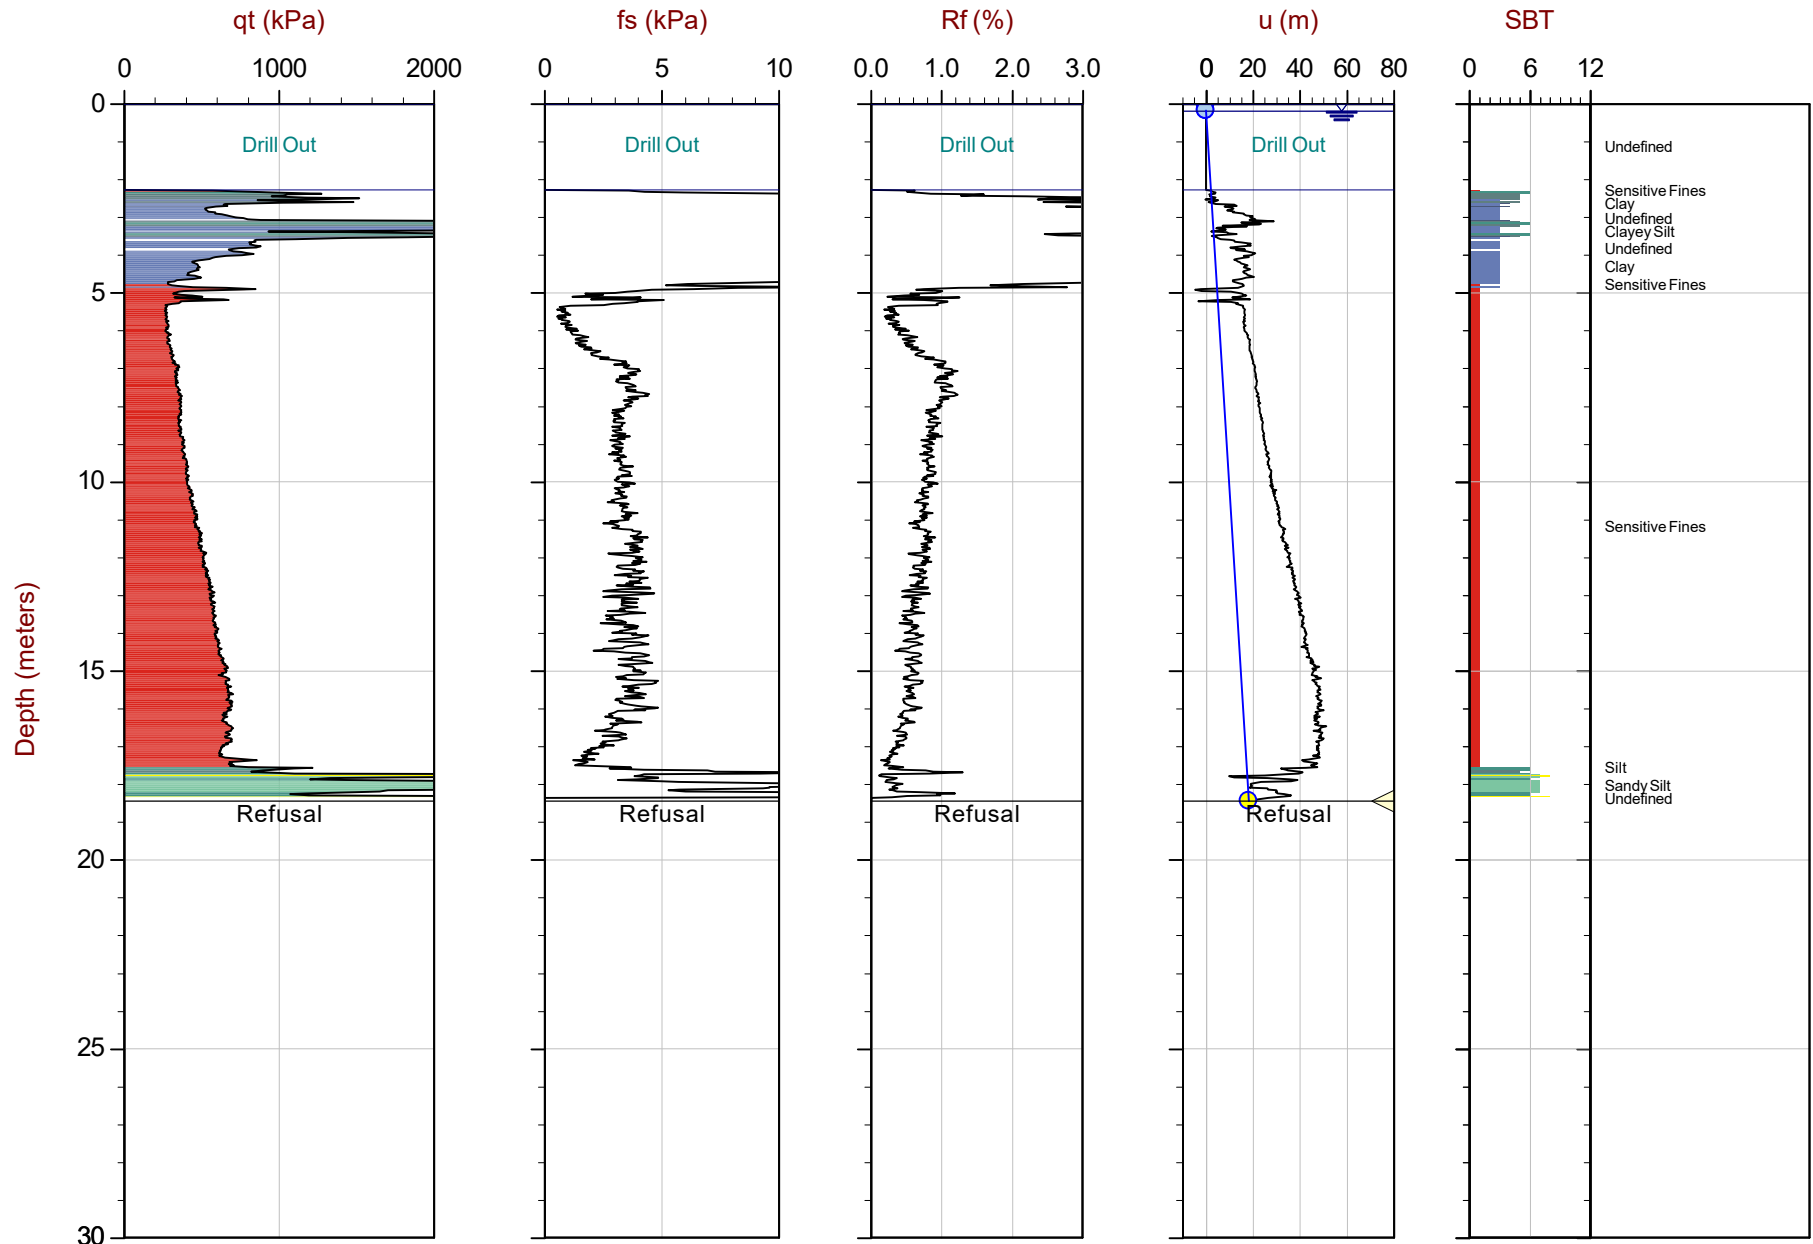 qt (kPa) fs (kPa) Rf (%) u (m) SBT
0 1000 2000 0 5 10 0.0 1.0 2.0 3.0 0 20 40 60 80 0 6 12
0
Drill Out Drill Out Drill Out Drill Out Undefined
Sensitive Fines
Clay
Undefined
Clayey Silt
Undefined
Clay
Sensitive Fines
5
10
Sensitive Fines
Depth (meters)
15
Silt
Sandy Silt
Undefined
Refusal Refusal Refusal Refusal
20
25
30